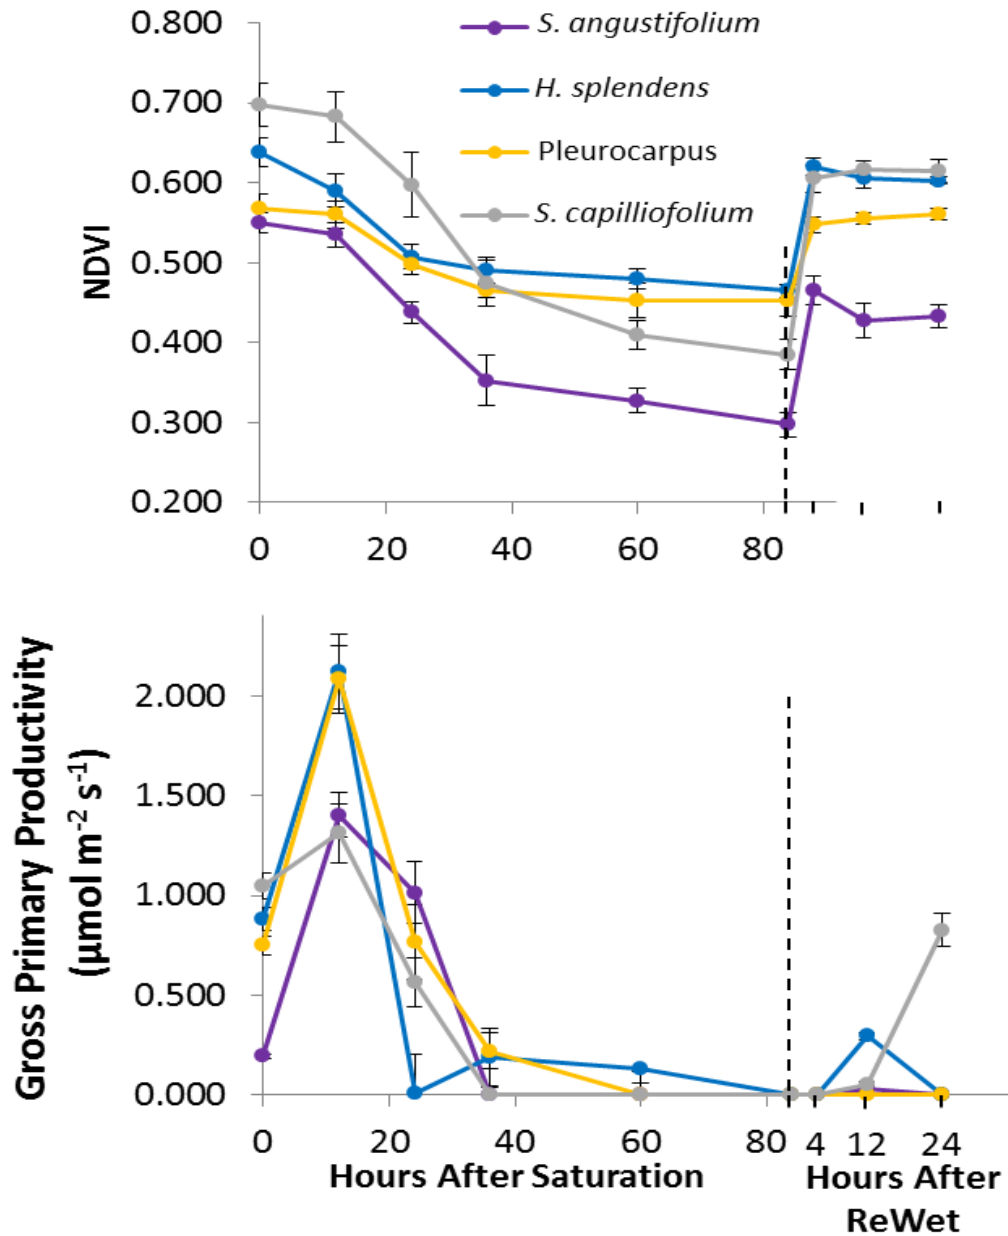 0.800
0.700
0.600
0.500
0.400
0.300
0.200
NDVI
S. angustifolium
H. splendens
Pleurocarpus
S. capilliofolium
0 20 40 60 80
2.000
1.500
1.000
0.500
0.000
Gross Primary Productivity
(µmol m⁻² s⁻¹)
0 20 40 60 80 4 12 24
Hours After Saturation
Hours After
ReWet